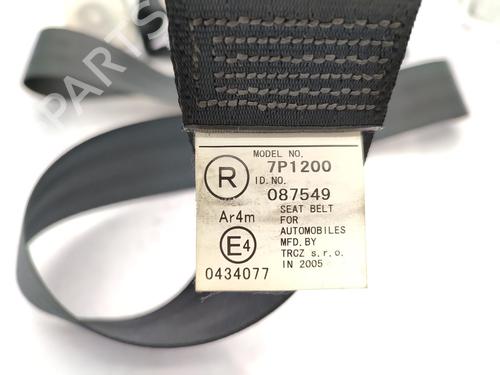 MODEL NO.
7P1200
R
ID.NO.
087549
Ar4m
SEAT BELT
FOR
AUTOMOBILES
E4
MFD.BY
TRCZ s.r.o.
0434077
IN 2005
B-PARTS